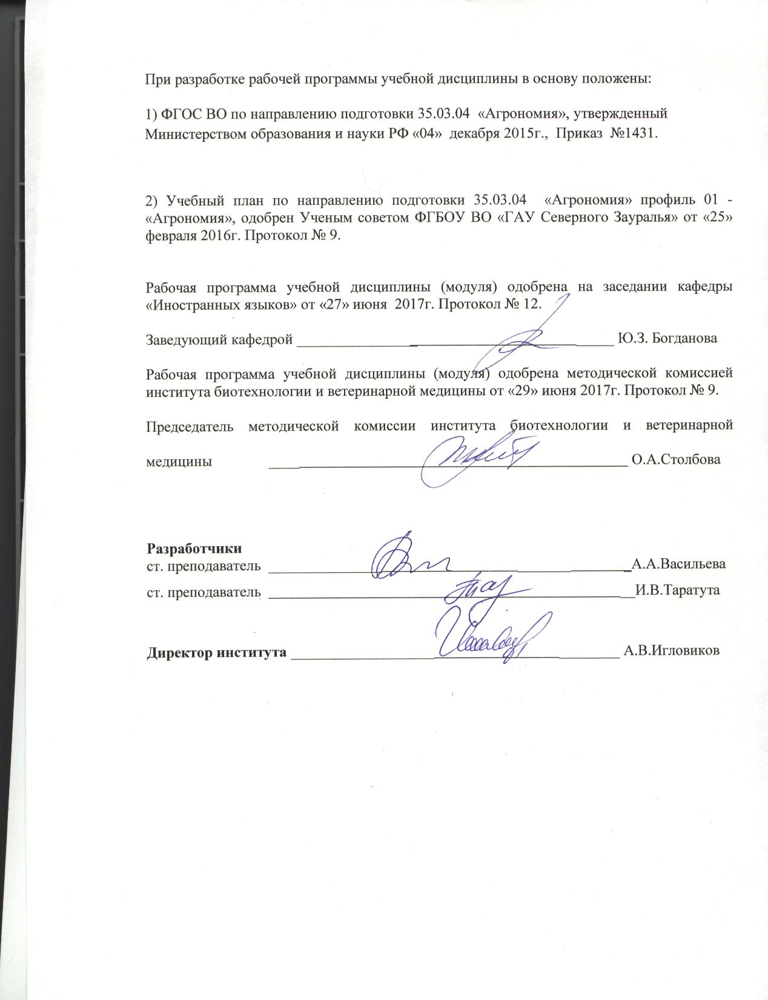 При разработке рабочей программы учебной дисциплины в основу положены:
1) ФГОС ВО по направлению подготовки 35.03.04 «Агрономия», утвержденный
Министерством образования и науки РФ «04» декабря 2015г., Приказ №1431.
2) Учебный план по направлению подготовки 35.03.04 «Агрономия» профиль 01 -
«Агрономия», одобрен Ученым советом ФГБОУ ВО «ГАУ Северного Зауралья» от «25»
февраля 2016г. Протокол № 9.
Рабочая программа учебной дисциплины (модуля) одобрена на заседании кафедры
«Иностранных языков» от «27» июня 2017г. Протокол № 12.
Заведующий кафедрой ____________ Ю.З. Богданова
Рабочая программа учебной дисциплины (модуля) одобрена методической комиссией
института биотехнологии и ветеринарной медицины от «29» июня 2017г. Протокол № 9.
Председатель методической комиссии института биотехнологии и ветеринарной
медицины ____________ О.А.Столбова
Разработчики
ст. преподаватель ____________А.А.Васильева
ст. преподаватель ____________И.В.Таратута
Директор института ____________ А.В.Игловиков